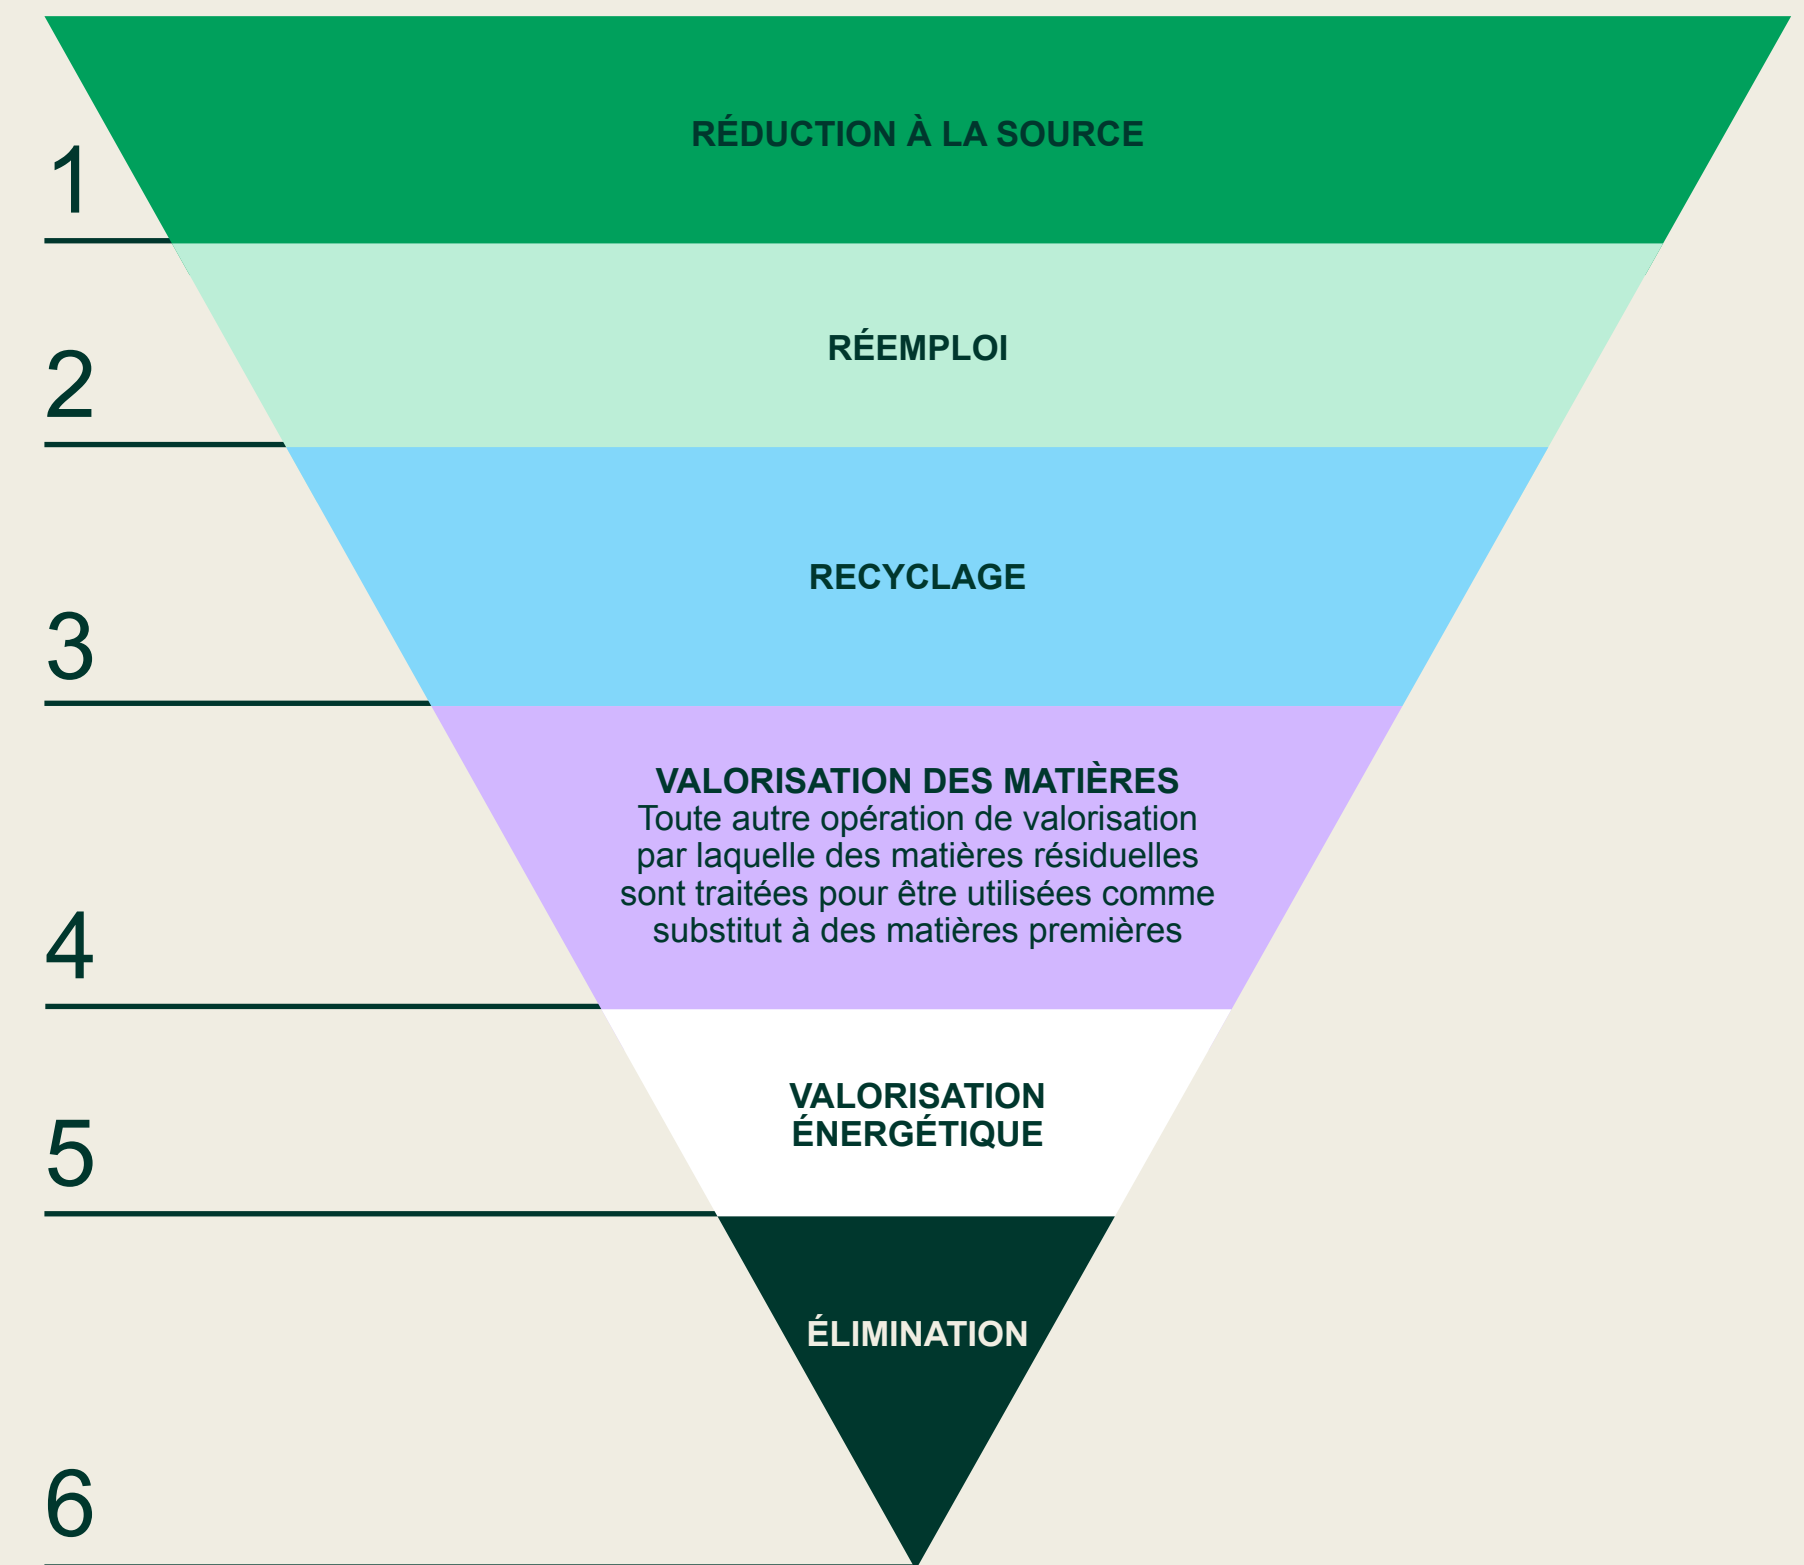 1
RÉDUCTION À LA SOURCE
2
RÉEMPLOI
3
RECYCLAGE
4
VALORISATION DES MATIÈRES
Toute autre opération de valorisation
par laquelle des matières résiduelles
sont traitées pour être utilisées comme
substitut à des matières premières
5
VALORISATION
ÉNERGÉTIQUE
6
ÉLIMINATION